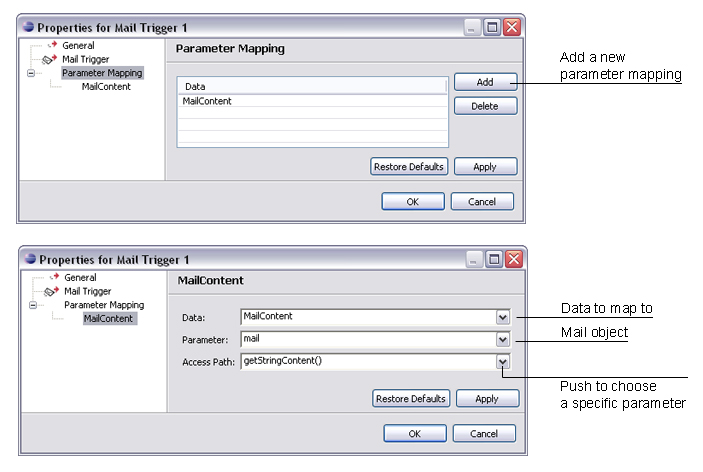 Properties for Mail Trigger 1
General
Mail Trigger
Parameter Mapping
MailContent
Parameter Mapping
Data
MailContent
Add
Delete
Restore Defaults
Apply
OK
Cancel
Add a new
parameter mapping
Properties for Mail Trigger 1
General
Mail Trigger
Parameter Mapping
MailContent
MailContent
Data: MailContent
Parameter: mail
Access Path: getStringContent()
Restore Defaults
Apply
OK
Cancel
Data to map to
Mail object
Push to choose
a specific parameter